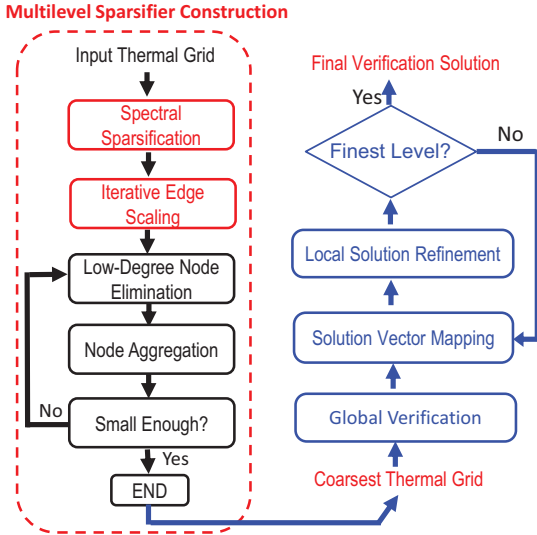 Multilevel Sparsifier Construction
Input Thermal Grid
Spectral
Sparsification
Iterative Edge
Scaling
Low-Degree Node
Elimination
Node Aggregation
No
Small Enough?
Yes
END
Final Verification Solution
Yes
No
Finest Level?
Local Solution Refinement
Solution Vector Mapping
Global Verification
Coarsest Thermal Grid